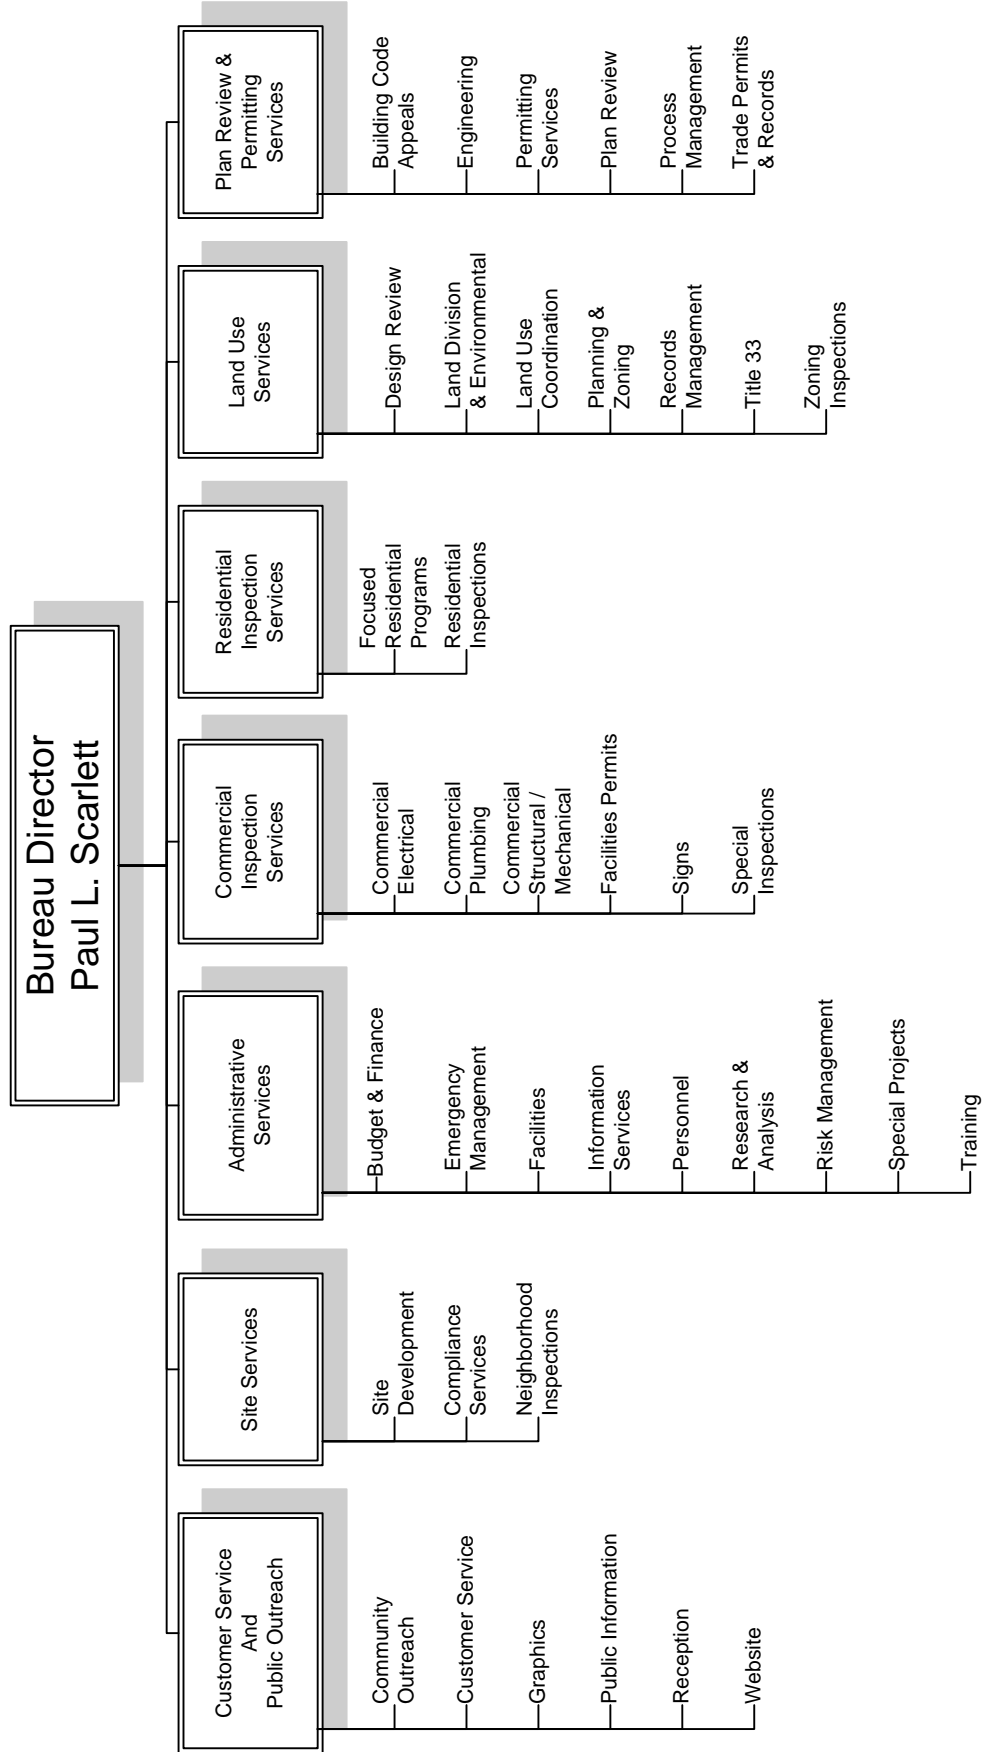 Bureau Director
Paul L. Scarlett
Customer Service
And
Public Outreach
Community
Outreach
Customer Service
Graphics
Public Information
Reception
Website
Site Services
Site
Development
Compliance
Services
Neighborhood
Inspections
Administrative
Services
Budget & Finance
Emergency
Management
Facilities
Information
Services
Personnel
Research &
Analysis
Risk Management
Special Projects
Training
Commercial
Inspection
Services
Commercial
Electrical
Commercial
Plumbing
Commercial
Structural /
Mechanical
Facilities Permits
Signs
Special
Inspections
Residential
Inspection
Services
Focused
Residential
Programs
Residential
Inspections
Land Use
Services
Design Review
Land Division
& Environmental
Land Use
Coordination
Planning &
Zoning
Records
Management
Title 33
Zoning
Inspections
Plan Review &
Permitting
Services
Building Code
Appeals
Engineering
Permitting
Services
Plan Review
Process
Management
Trade Permits
& Records